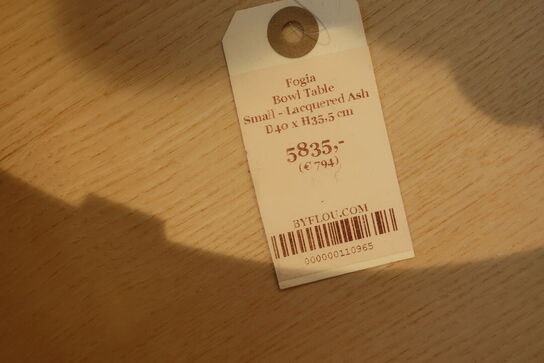 Fogia
Bowl Table
Small - Lacquered Ash
D40 x H35,5 cm
5835,-
(€ 794)
BYFLOU.COM
000000110965